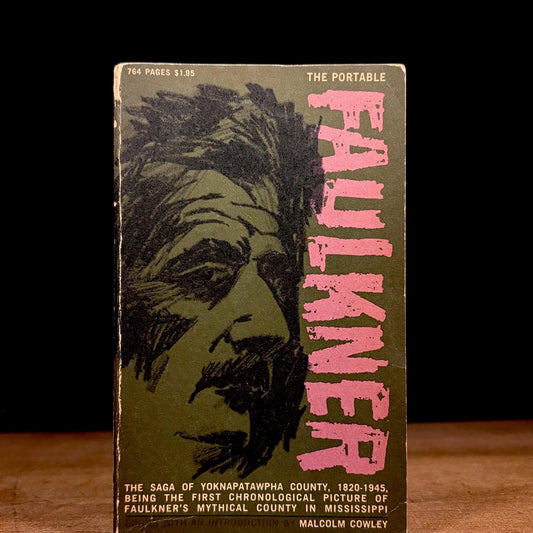 764 PAGES $1.95
THE PORTABLE
FAULKNER
THE SAGA OF YOKNAPATAWPHA COUNTY, 1820-1945,
BEING THE FIRST CHRONOLOGICAL PICTURE OF
FAULKNER'S MYTHICAL COUNTY IN MISSISSIPPI
EDITED WITH AN INTRODUCTION BY MALCOLM COWLEY